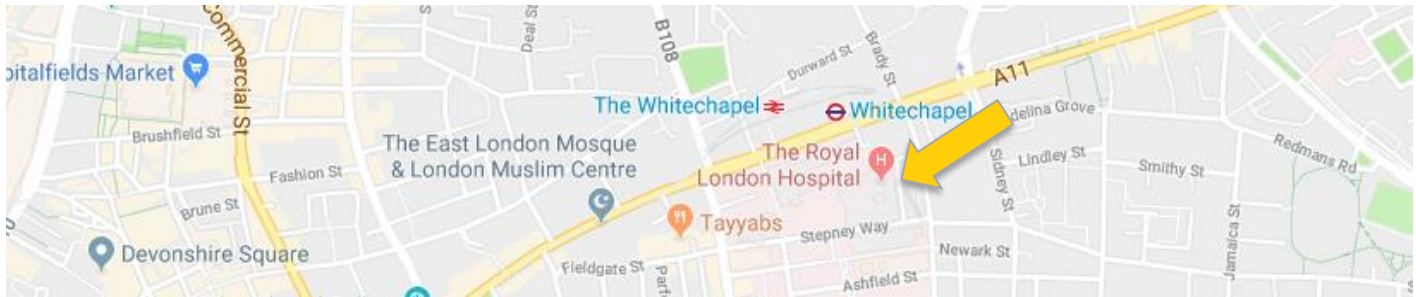 Commercial St
Deal St
B108
Durward St
Brady St
A11
pitalfields Market
The Whitechapel
Whitechapel
delina Grove
Brushfield St
The East London Mosque
& London Muslim Centre
The Royal
London Hospital
H
Sidney St
Lindley St
Smithy St
Redmans Rd
Fashion St
Brune St
Tayyabs
Stepney Way
Jamaica St
Devonshire Square
Newark St
Fieldgate St
Parf
Ashfield St